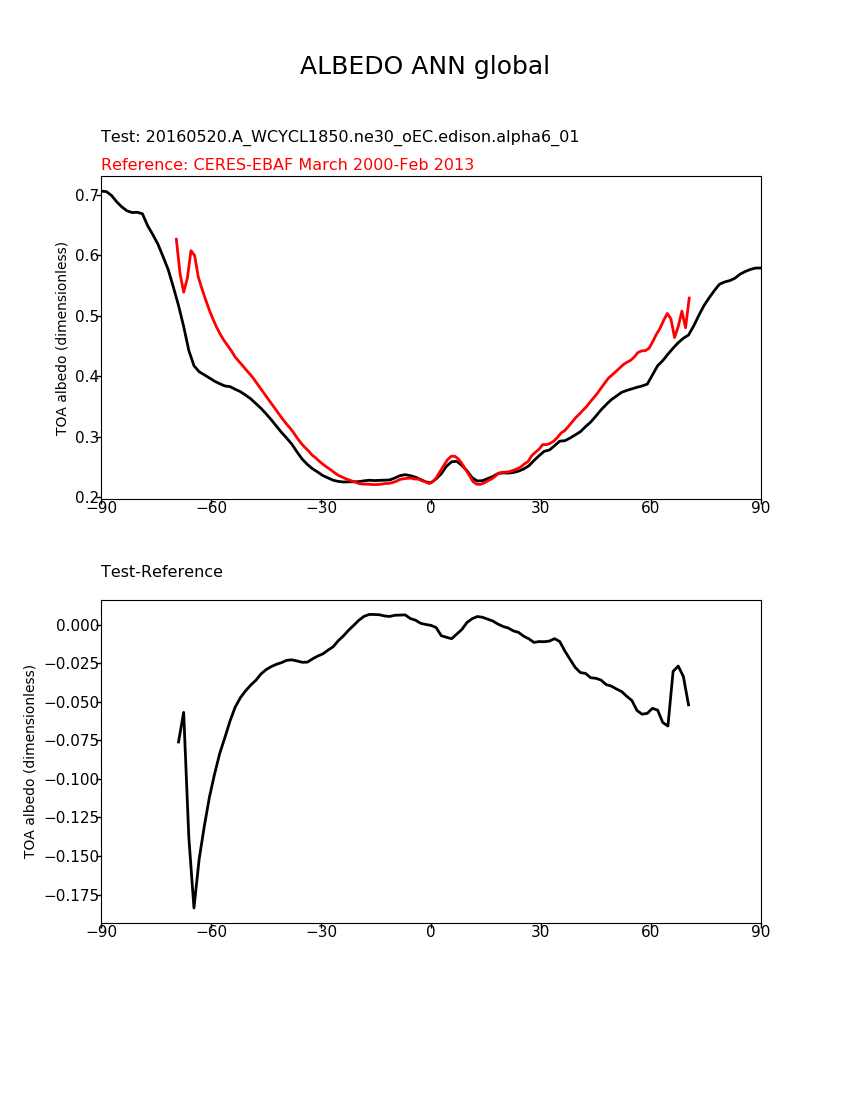 ALBEDO ANN global
Test: 20160520.A_WCYCL1850.ne30_oEC.edison.alpha6_01
Reference: CERES-EBAF March 2000-Feb 2013
TOA albedo (dimensionless)
0.7
0.6
0.5
0.4
0.3
0.2
−90 −60 −30 0 30 60 90
Test-Reference
TOA albedo (dimensionless)
0.000
−0.025
−0.050
−0.075
−0.100
−0.125
−0.150
−0.175
−90 −60 −30 0 30 60 90